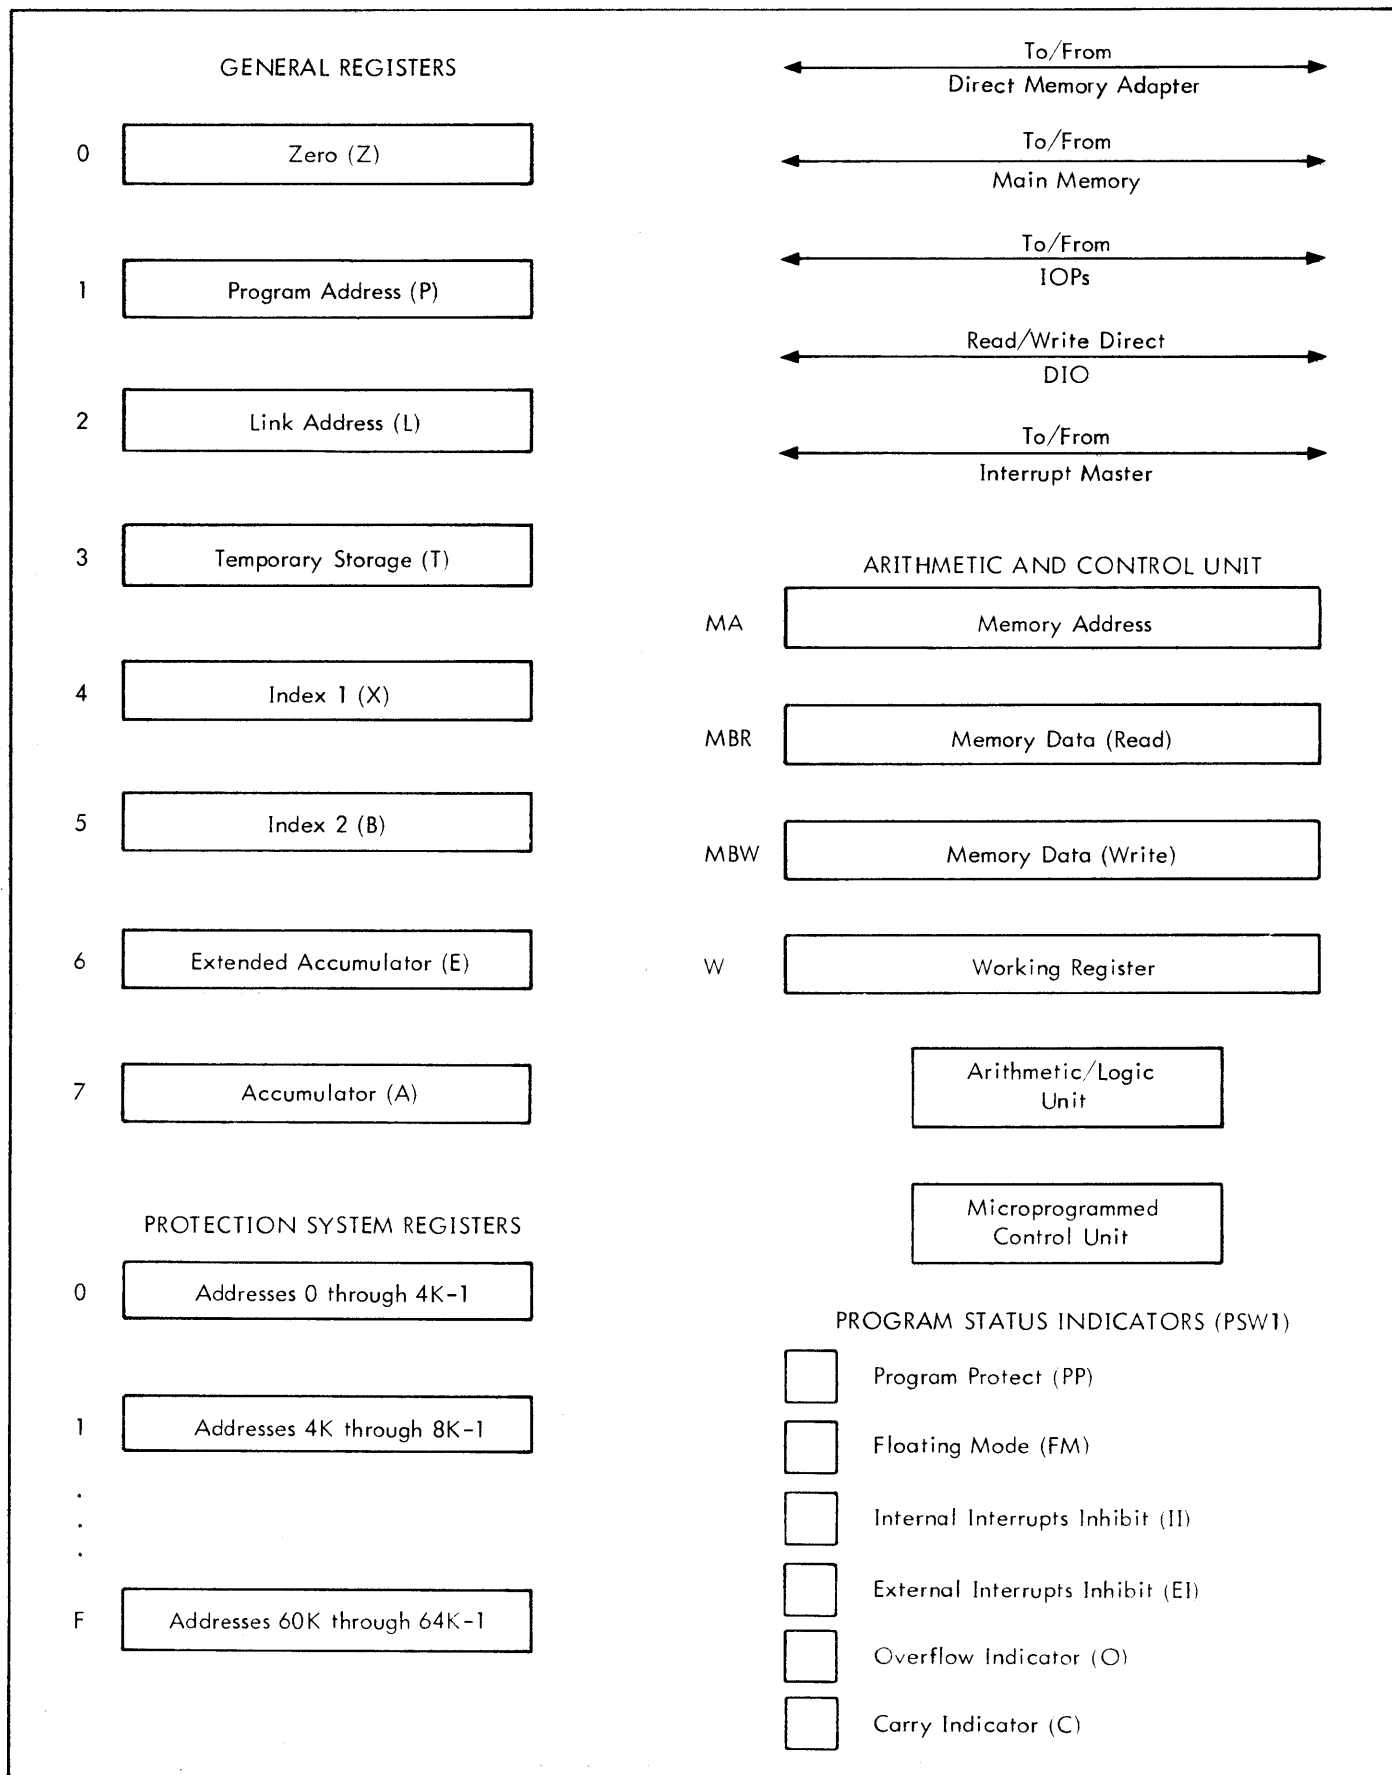 GENERAL REGISTERS
0 Zero (Z)
1 Program Address (P)
2 Link Address (L)
3 Temporary Storage (T)
4 Index 1 (X)
5 Index 2 (B)
6 Extended Accumulator (E)
7 Accumulator (A)
PROTECTION SYSTEM REGISTERS
0 Addresses 0 through 4K-1
1 Addresses 4K through 8K-1
.
.
.
F Addresses 60K through 64K-1
To/From
Direct Memory Adapter
To/From
Main Memory
To/From
IOPs
Read/Write Direct
DIO
To/From
Interrupt Master
ARITHMETIC AND CONTROL UNIT
MA Memory Address
MBR Memory Data (Read)
MBW Memory Data (Write)
W Working Register
Arithmetic/Logic
Unit
Microprogrammed
Control Unit
PROGRAM STATUS INDICATORS (PSW1)
Program Protect (PP)
Floating Mode (FM)
Internal Interrupts Inhibit (II)
External Interrupts Inhibit (EI)
Overflow Indicator (O)
Carry Indicator (C)